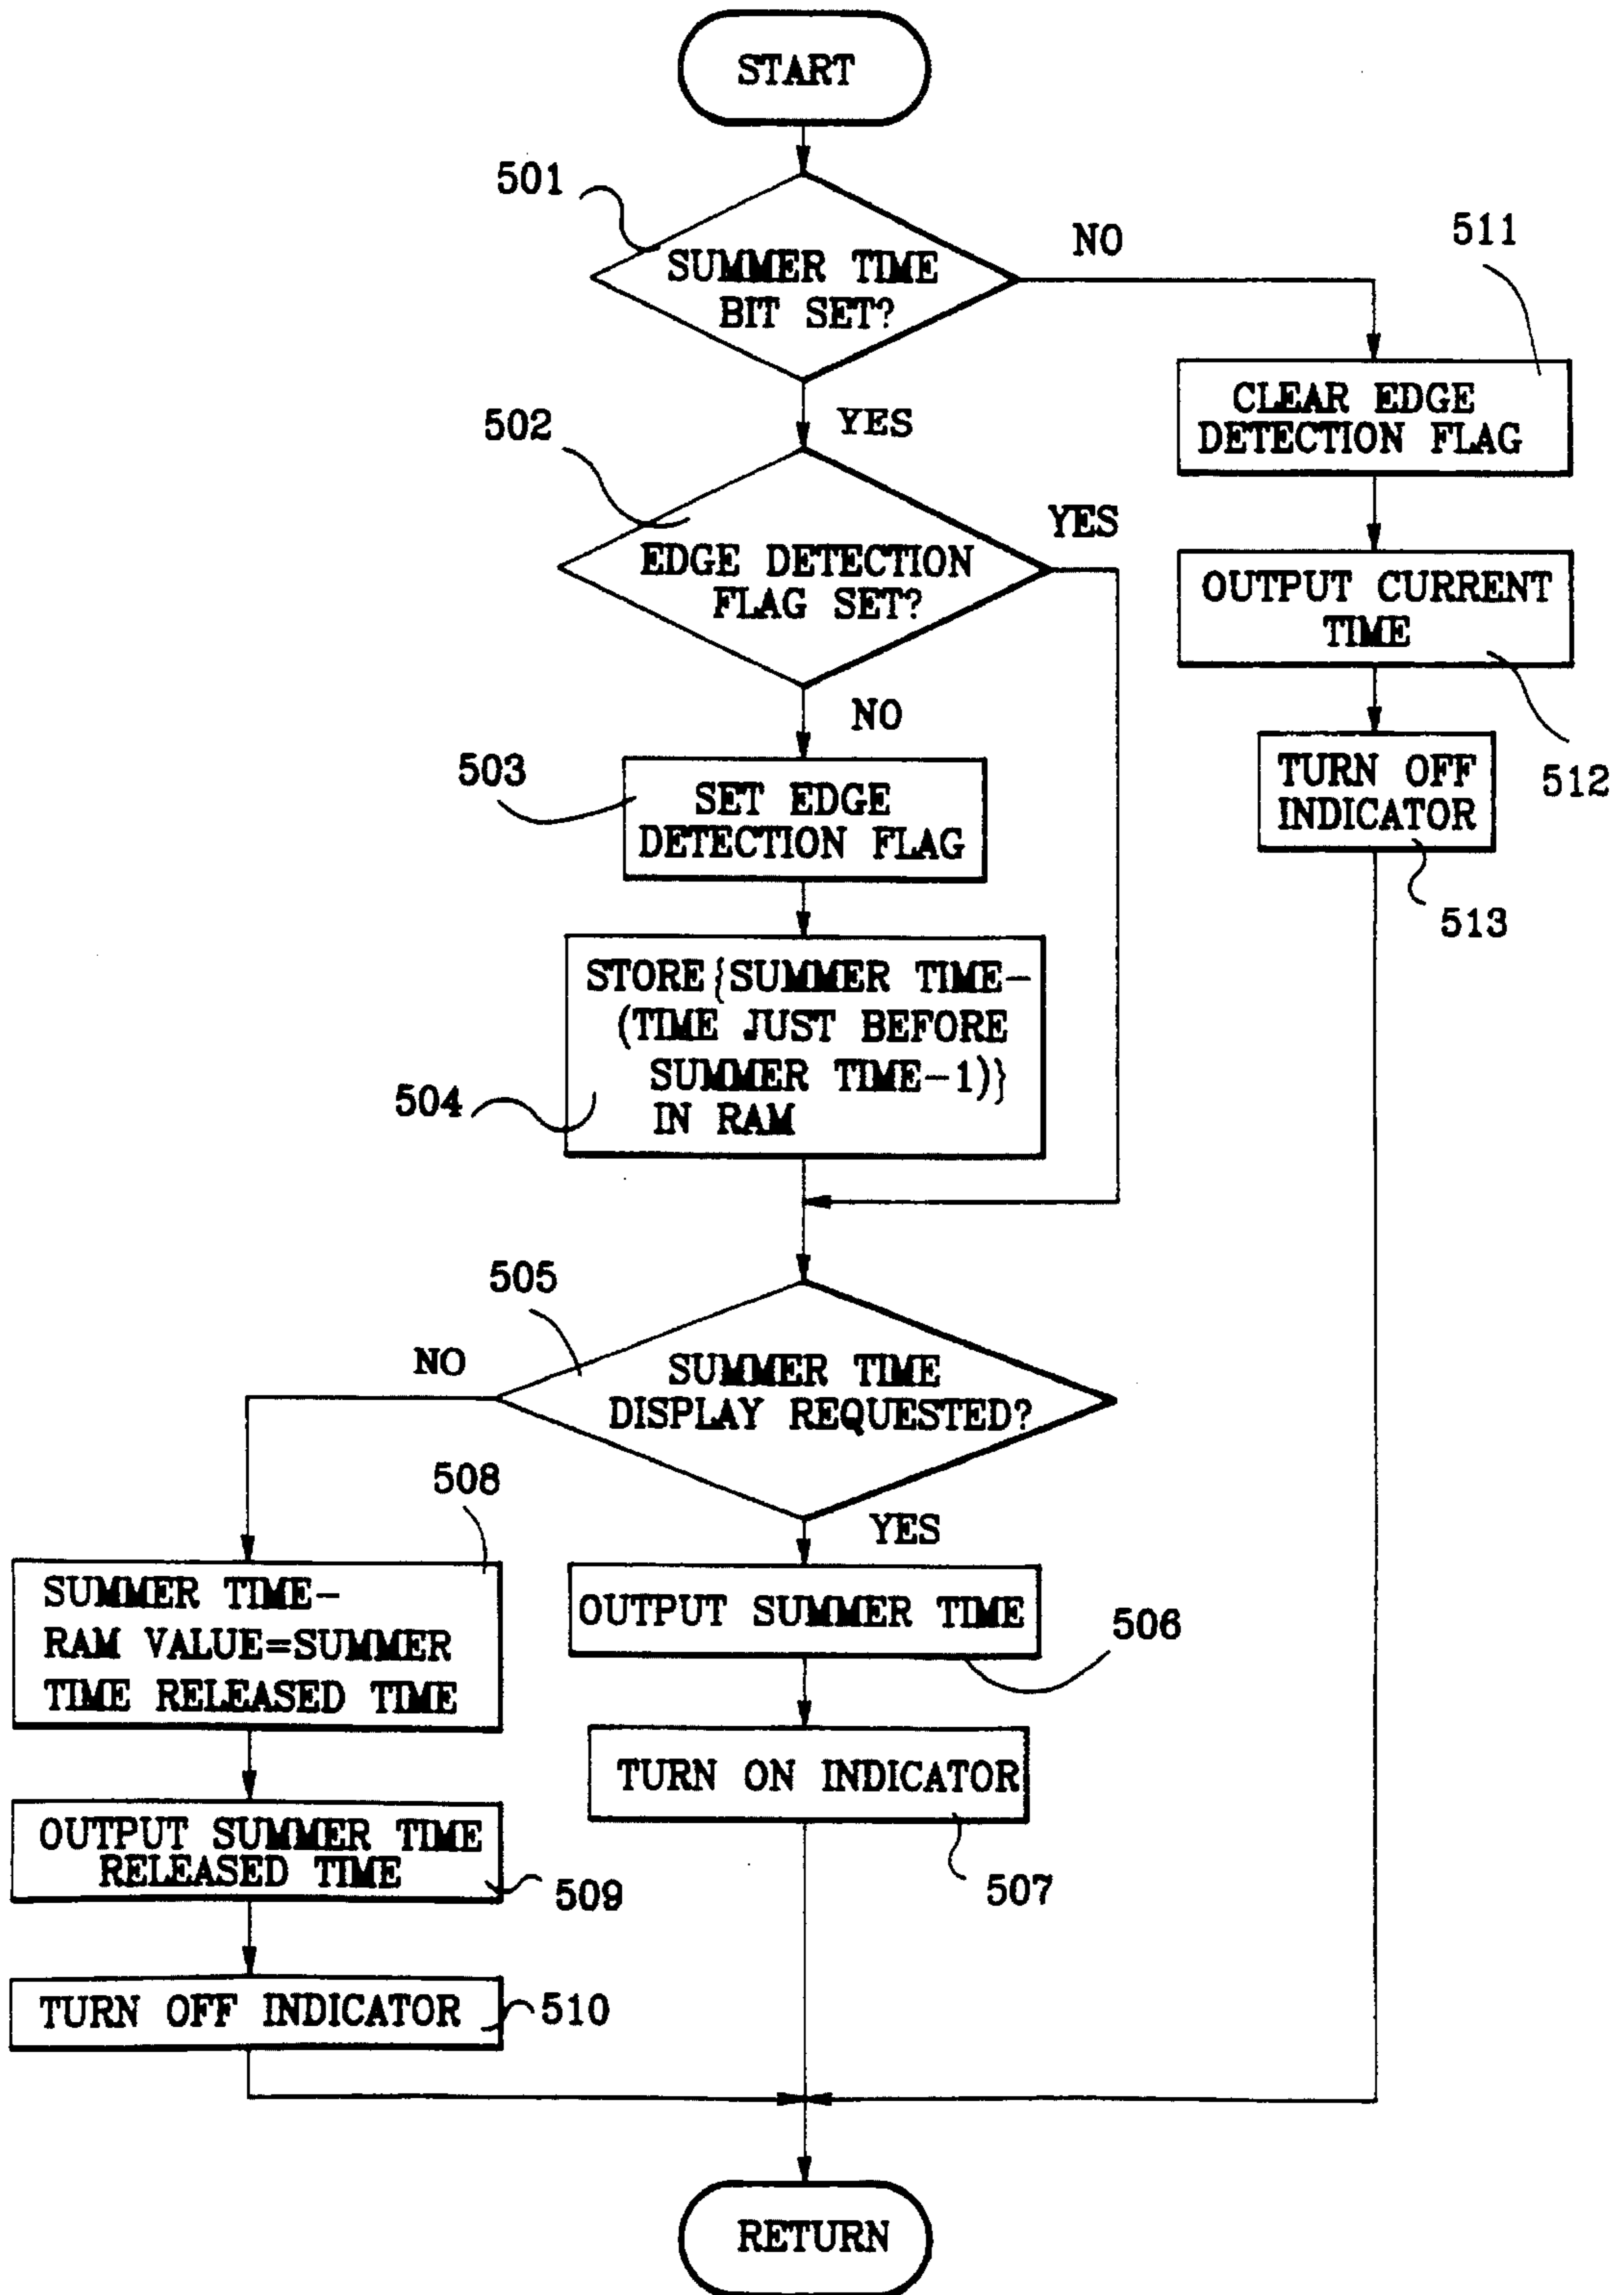 START
501
SUMMER TIME
BIT SET?
NO
511
YES
CLEAR EDGE
DETECTION FLAG
502
EDGE DETECTION
FLAG SET?
YES
OUTPUT CURRENT
TIME
512
NO
TURN OFF
INDICATOR
513
503
SET EDGE
DETECTION FLAG
STORE{SUMMER TIME-
(TIME JUST BEFORE
SUMMER TIME-1)}
IN RAM
504
505
SUMMER TIME
DISPLAY REQUESTED?
NO
YES
508
SUMMER TIME-
RAM VALUE=SUMMER
TIME RELEASED TIME
OUTPUT SUMMER TIME
506
TURN ON INDICATOR
507
OUTPUT SUMMER TIME
RELEASED TIME
509
TURN OFF INDICATOR
510
RETURN